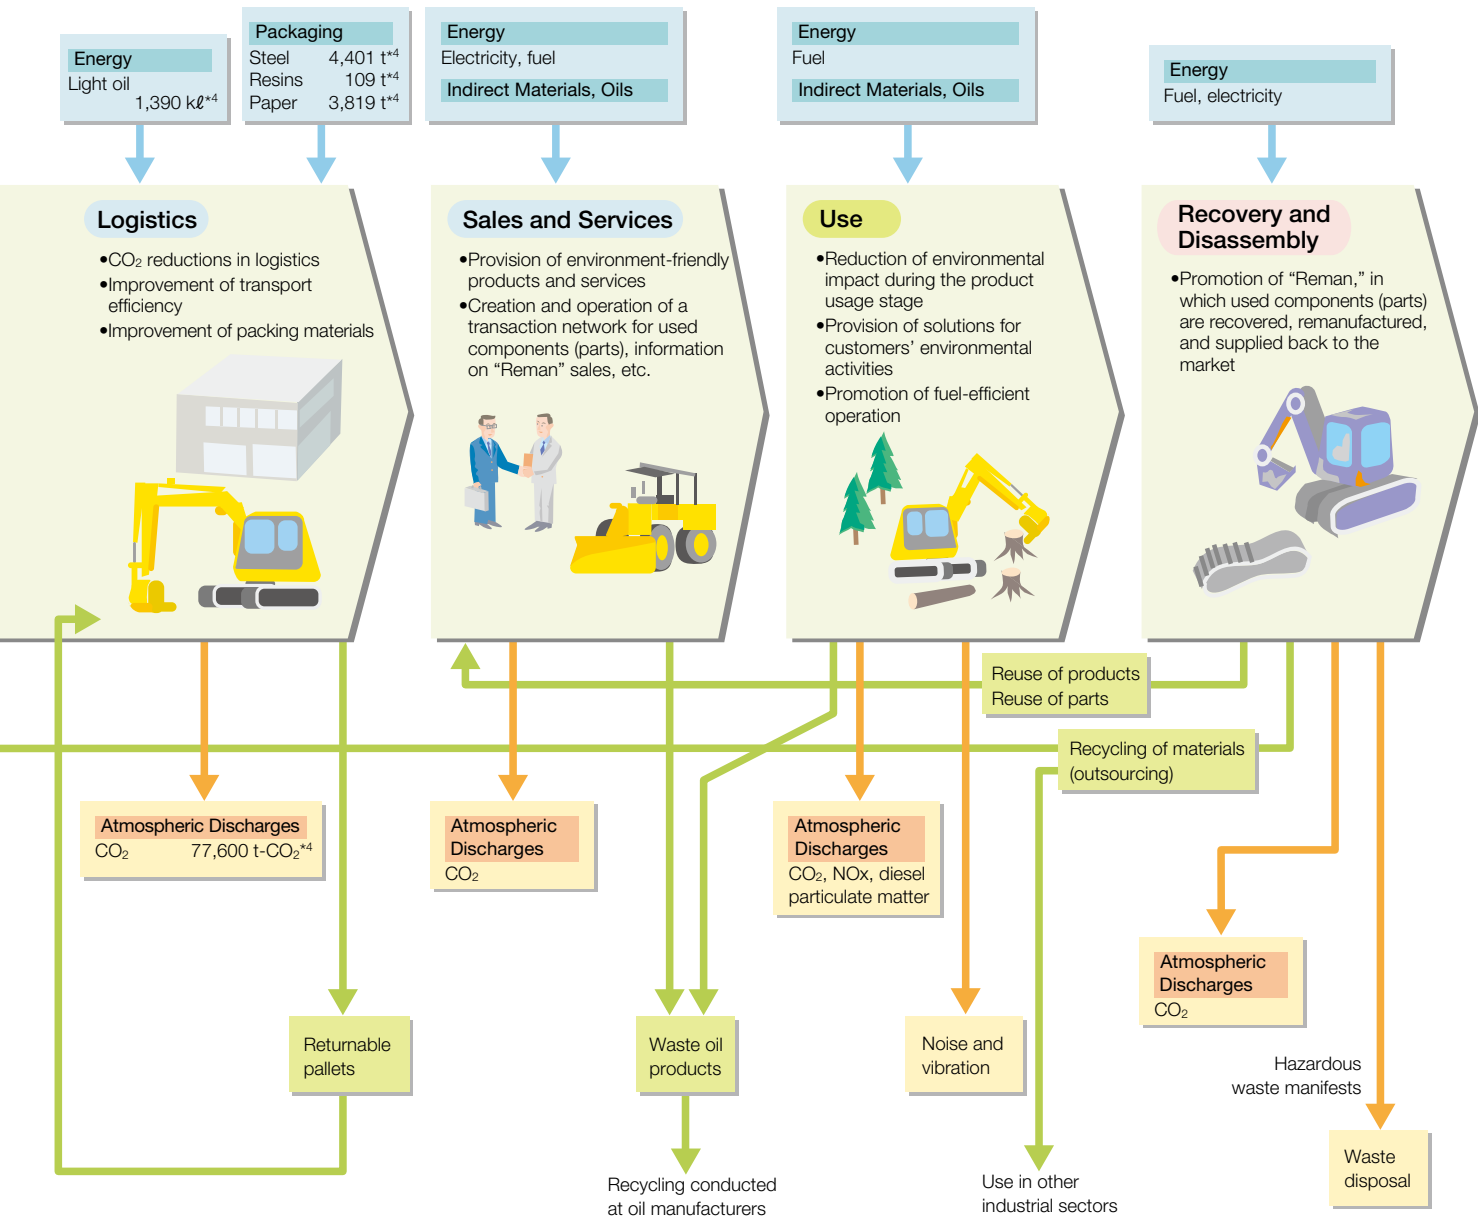 Energy
Light oil
1,390 kℓ*4
Packaging
Steel 4,401 t*4
Resins 109 t*4
Paper 3,819 t*4
Energy
Electricity, fuel
Indirect Materials, Oils
Energy
Fuel
Indirect Materials, Oils
Energy
Fuel, electricity
Logistics
•CO2 reductions in logistics
•Improvement of transport
efficiency
•Improvement of packing materials
Sales and Services
•Provision of environment-friendly
products and services
•Creation and operation of a
transaction network for used
components (parts), information
on “Reman” sales, etc.
Use
•Reduction of environmental
impact during the product
usage stage
•Provision of solutions for
customers’ environmental
activities
•Promotion of fuel-efficient
operation
Recovery and
Disassembly
•Promotion of “Reman,” in
which used components (parts)
are recovered, remanufactured,
and supplied back to the
market
Reuse of products
Reuse of parts
Recycling of materials
(outsourcing)
Atmospheric Discharges
CO2 77,600 t-CO2*4
Atmospheric
Discharges
CO2
Atmospheric
Discharges
CO2, NOx, diesel
particulate matter
Atmospheric
Discharges
CO2
Returnable
pallets
Waste oil
products
Noise and
vibration
Hazardous
waste manifests
Waste
disposal
Recycling conducted
at oil manufacturers
Use in other
industrial sectors